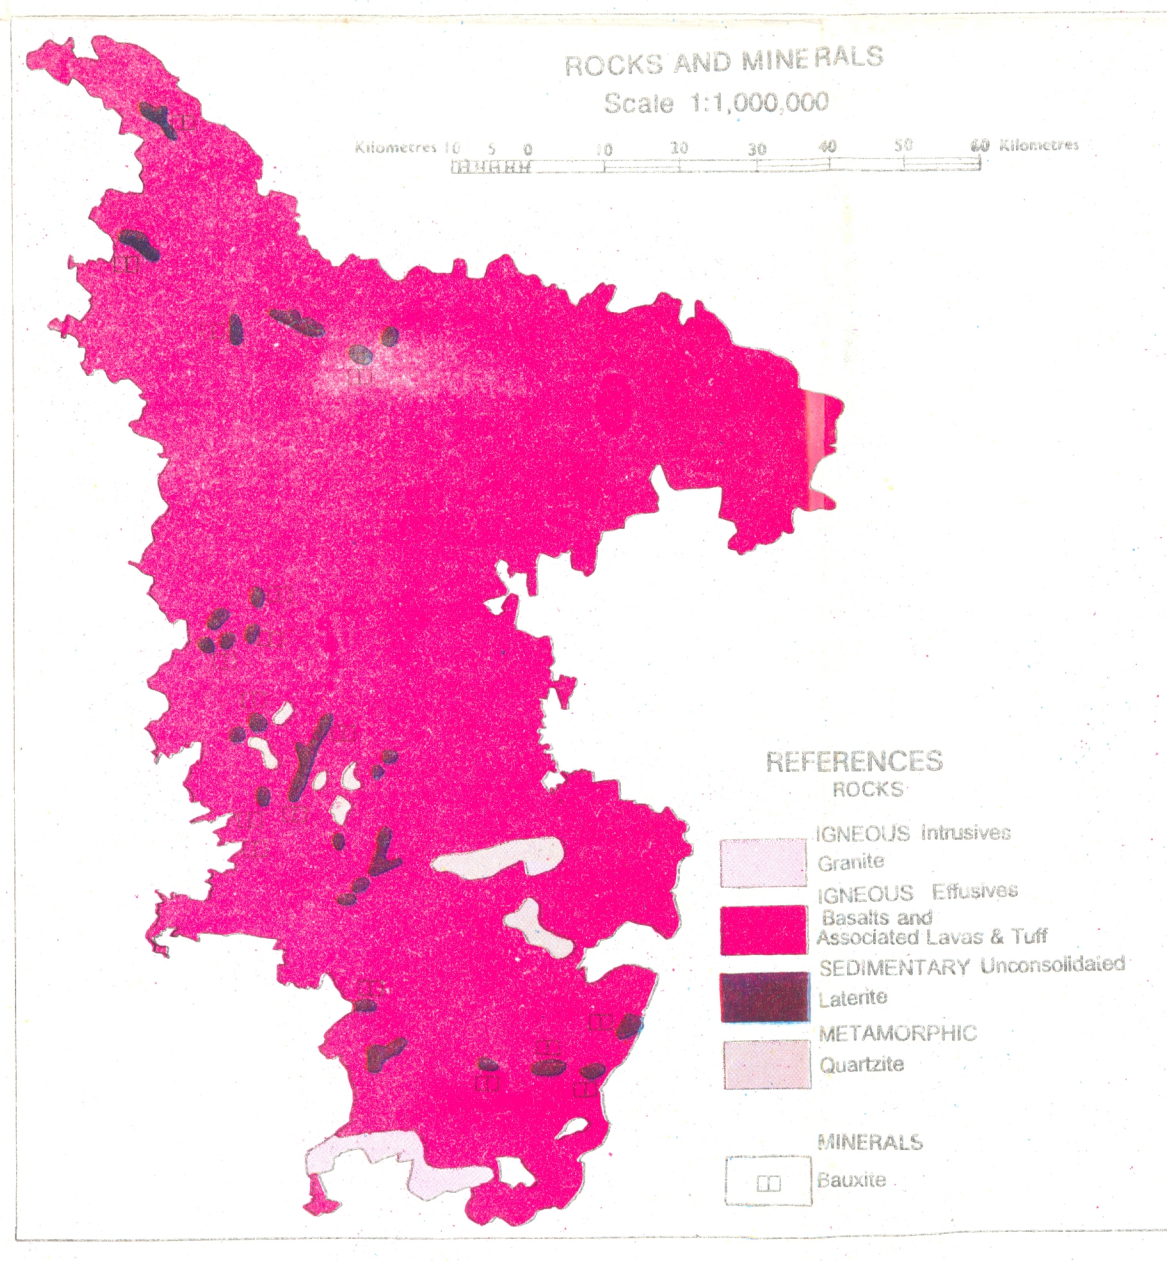 ROCKS AND MINERALS
Scale 1:1,000,000
Kilometres 10 5 0 10 20 30 40 50 60 Kilometres
REFERENCES
ROCKS
IGNEOUS Intrusives
Granite
IGNEOUS Effusives
Basalts and
Associated Lavas & Tuff
SEDIMENTARY Unconsolidated
Laterite
METAMORPHIC
Quartzite
MINERALS
Bauxite